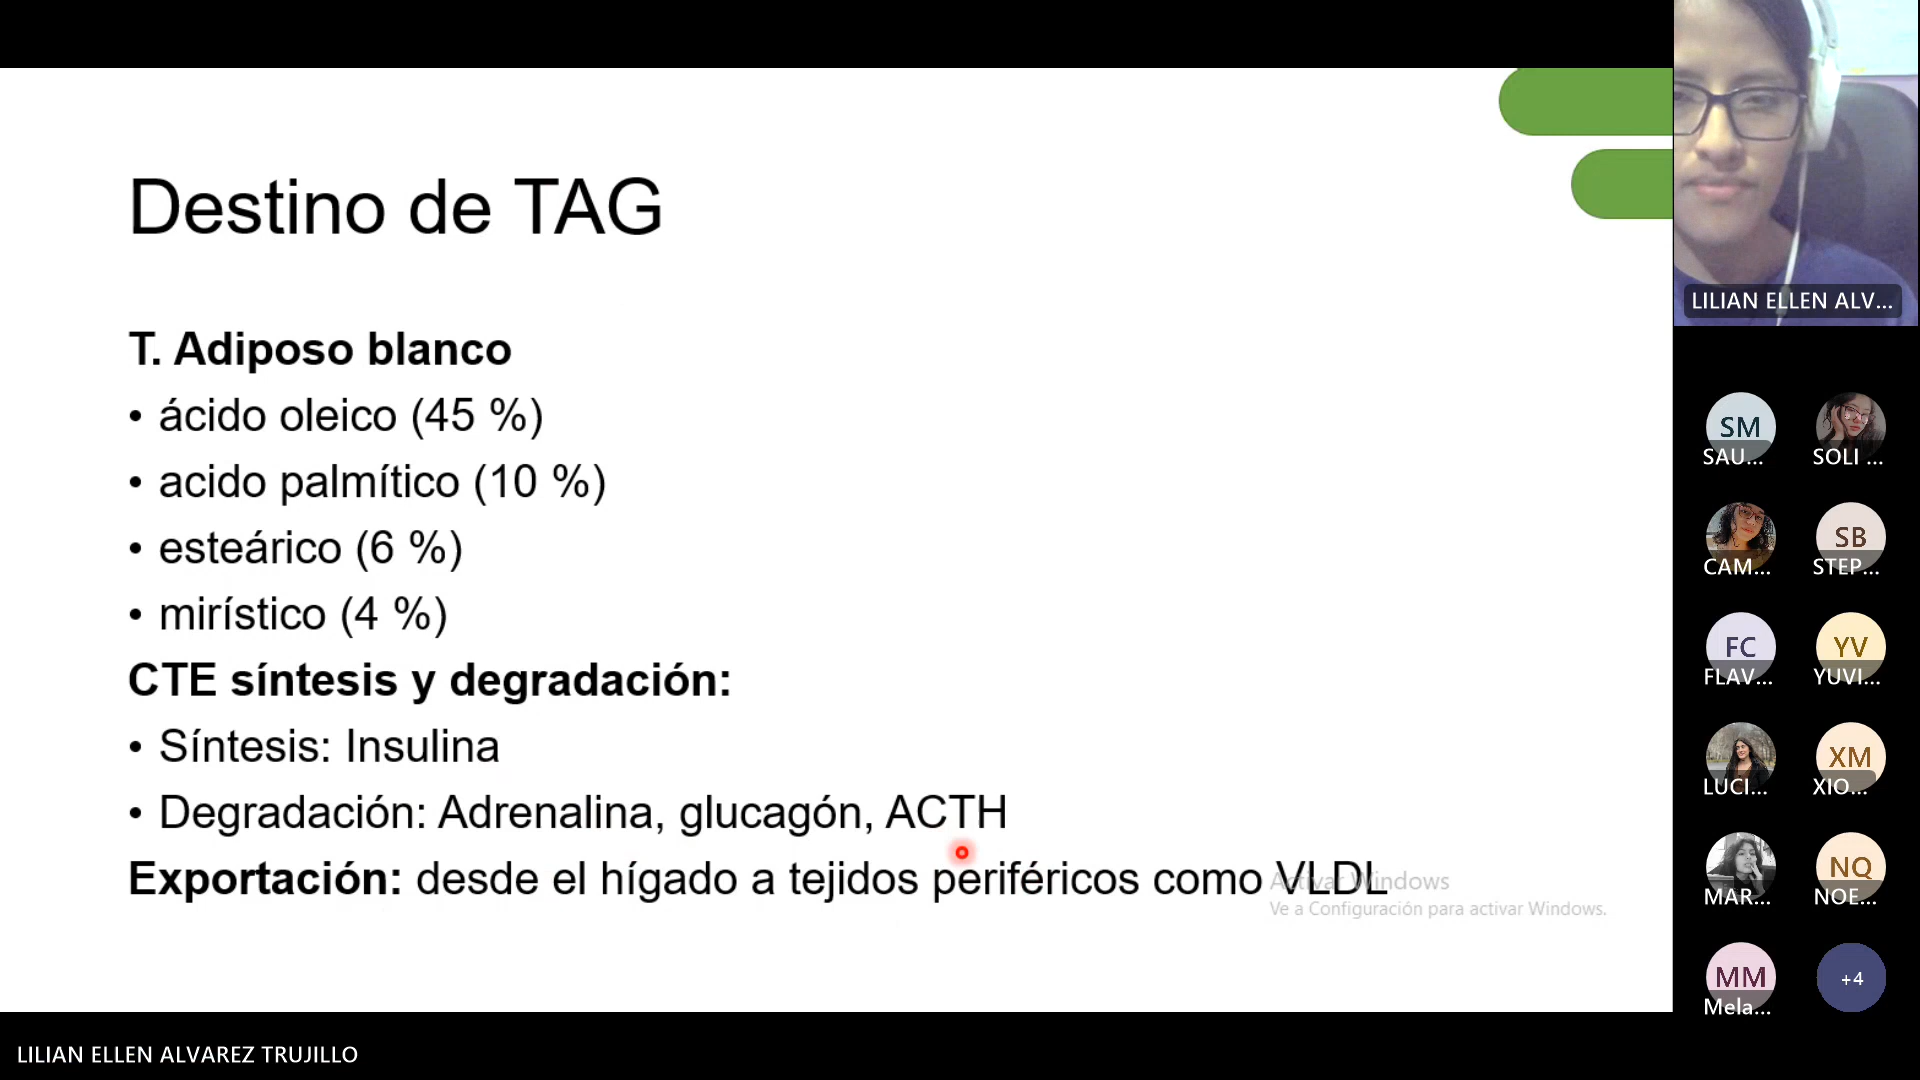 Destino de TAG
T. Adiposo blanco
• ácido oleico (45 %)
• acido palmítico (10 %)
• esteárico (6 %)
• mirístico (4 %)
CTE síntesis y degradación:
• Síntesis: Insulina
• Degradación: Adrenalina, glucagón, ACTH
Exportación: desde el hígado a tejidos periféricos como VLDL
Activar Windows
Ve a Configuración para activar Windows.
LILIAN ELLEN ALV...
SM
SAU...
SOLI ...
CAM...
SB
STEP...
FC
FLAV...
YV
YUVI...
LUCI...
XM
XIO...
MAR...
NQ
NOE...
MM
Mela...
+4
LILIAN ELLEN ALVAREZ TRUJILLO